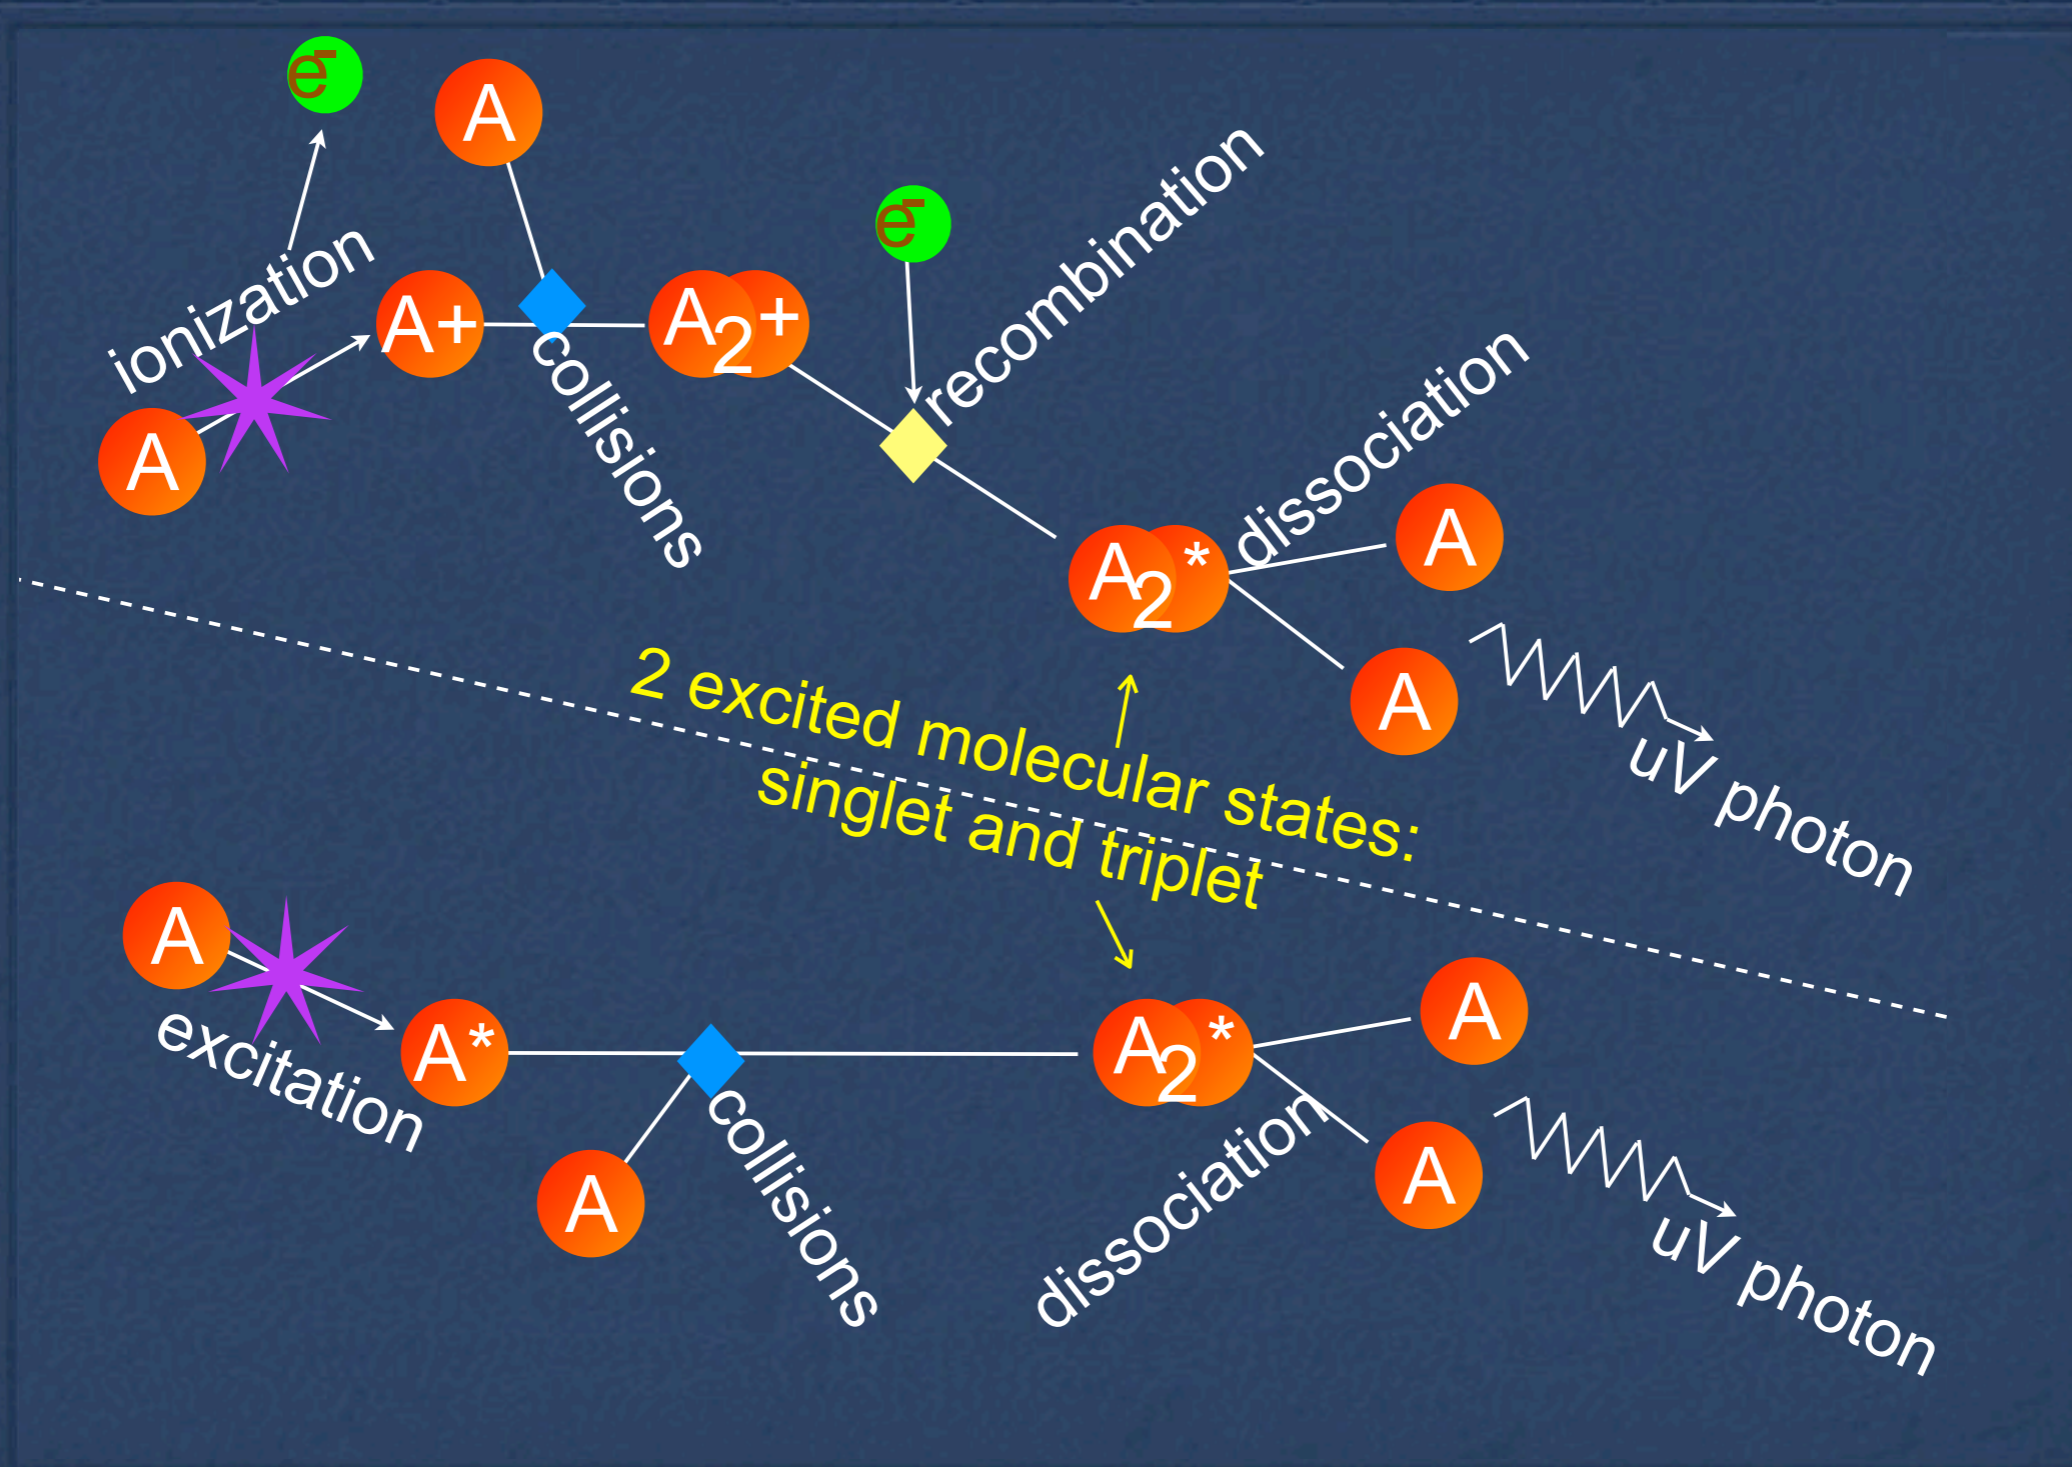 e-
A
ionization
e-
recombination
A+
A2+
collisions
A
dissociation
A
A2*
A
uV photon
2 excited molecular states:
singlet and triplet
A
excitation
A*
A
collisions
A2*
dissociation
A
A
uV photon